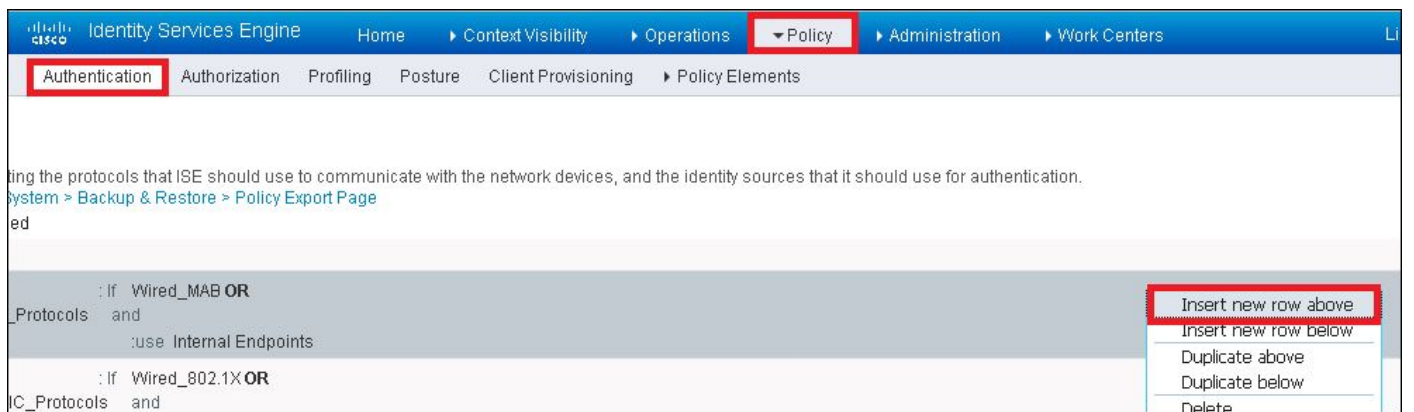 cisco Identity Services Engine Home Context Visibility Operations Policy Administration Work Centers Li
Authentication Authorization Profiling Posture Client Provisioning Policy Elements
ting the protocols that ISE should use to communicate with the network devices, and the identity sources that it should use for authentication.
System > Backup & Restore > Policy Export Page
ed
: If Wired_MAB OR
_Protocols and
:use Internal Endpoints
Insert new row above
Insert new row below
Duplicate above
Duplicate below
Delete
: If Wired_802.1X OR
IC_Protocols and